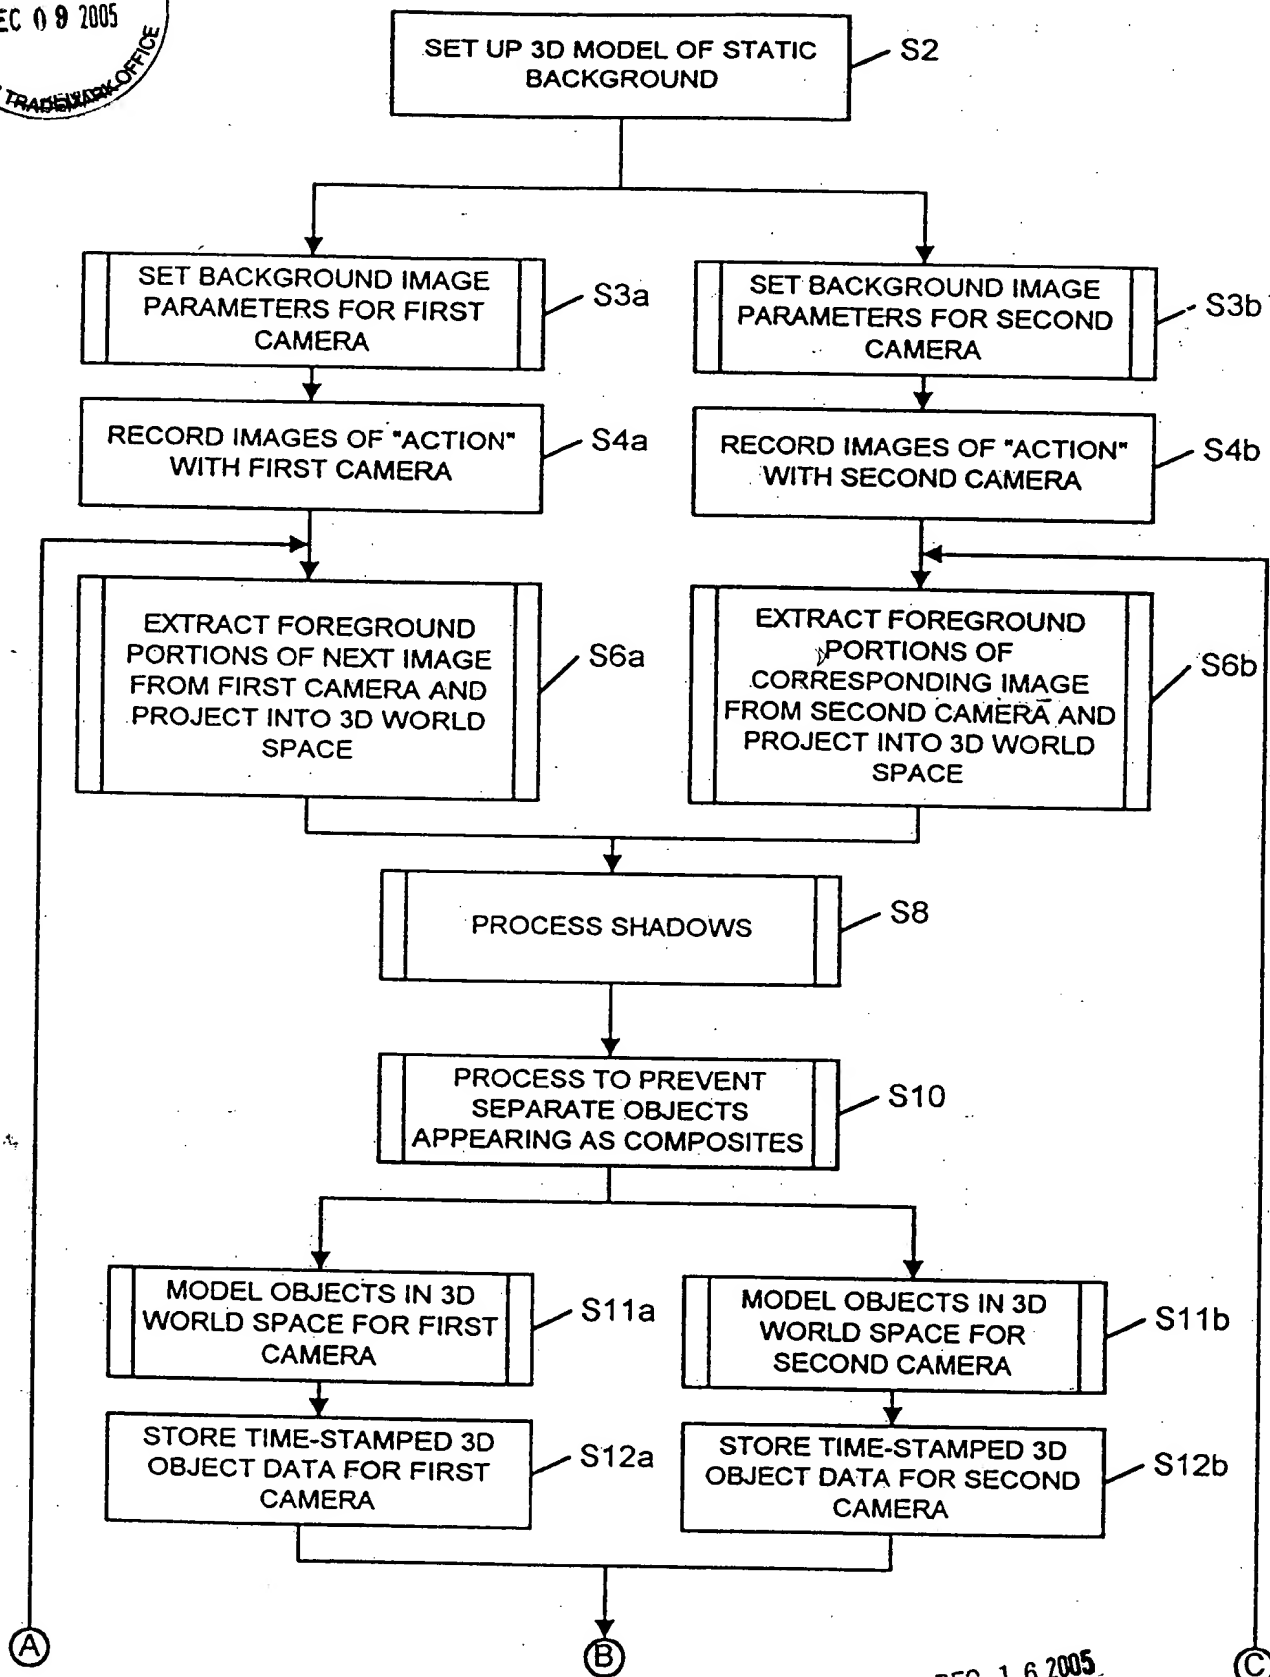 EC 09 2005
TRADEMARK OFFICE
SET UP 3D MODEL OF STATIC
BACKGROUND
S2
SET BACKGROUND IMAGE
PARAMETERS FOR FIRST
CAMERA
S3a
SET BACKGROUND IMAGE
PARAMETERS FOR SECOND
CAMERA
S3b
RECORD IMAGES OF "ACTION"
WITH FIRST CAMERA
S4a
RECORD IMAGES OF "ACTION"
WITH SECOND CAMERA
S4b
EXTRACT FOREGROUND
PORTIONS OF NEXT IMAGE
FROM FIRST CAMERA AND
PROJECT INTO 3D WORLD
SPACE
S6a
EXTRACT FOREGROUND
PORTIONS OF
CORRESPONDING IMAGE
FROM SECOND CAMERA AND
PROJECT INTO 3D WORLD
SPACE
S6b
PROCESS SHADOWS
S8
PROCESS TO PREVENT
SEPARATE OBJECTS
APPEARING AS COMPOSITES
S10
MODEL OBJECTS IN 3D
WORLD SPACE FOR FIRST
CAMERA
S11a
MODEL OBJECTS IN 3D
WORLD SPACE FOR
SECOND CAMERA
S11b
STORE TIME-STAMPED 3D
OBJECT DATA FOR FIRST
CAMERA
S12a
STORE TIME-STAMPED 3D
OBJECT DATA FOR SECOND
CAMERA
S12b
A
B
C
DEC 16 2005